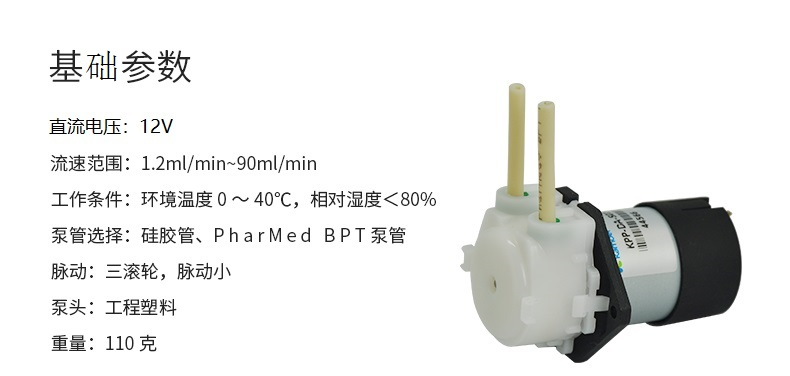 基础参数
直流电压：12V
流速范围：1.2ml/min~90ml/min
工作条件：环境温度 0 ～ 40℃，相对湿度＜80%
泵管选择：硅胶管、PharMed BPT 泵管
脉动：三滚轮，脉动小
泵头：工程塑料
重量：110 克